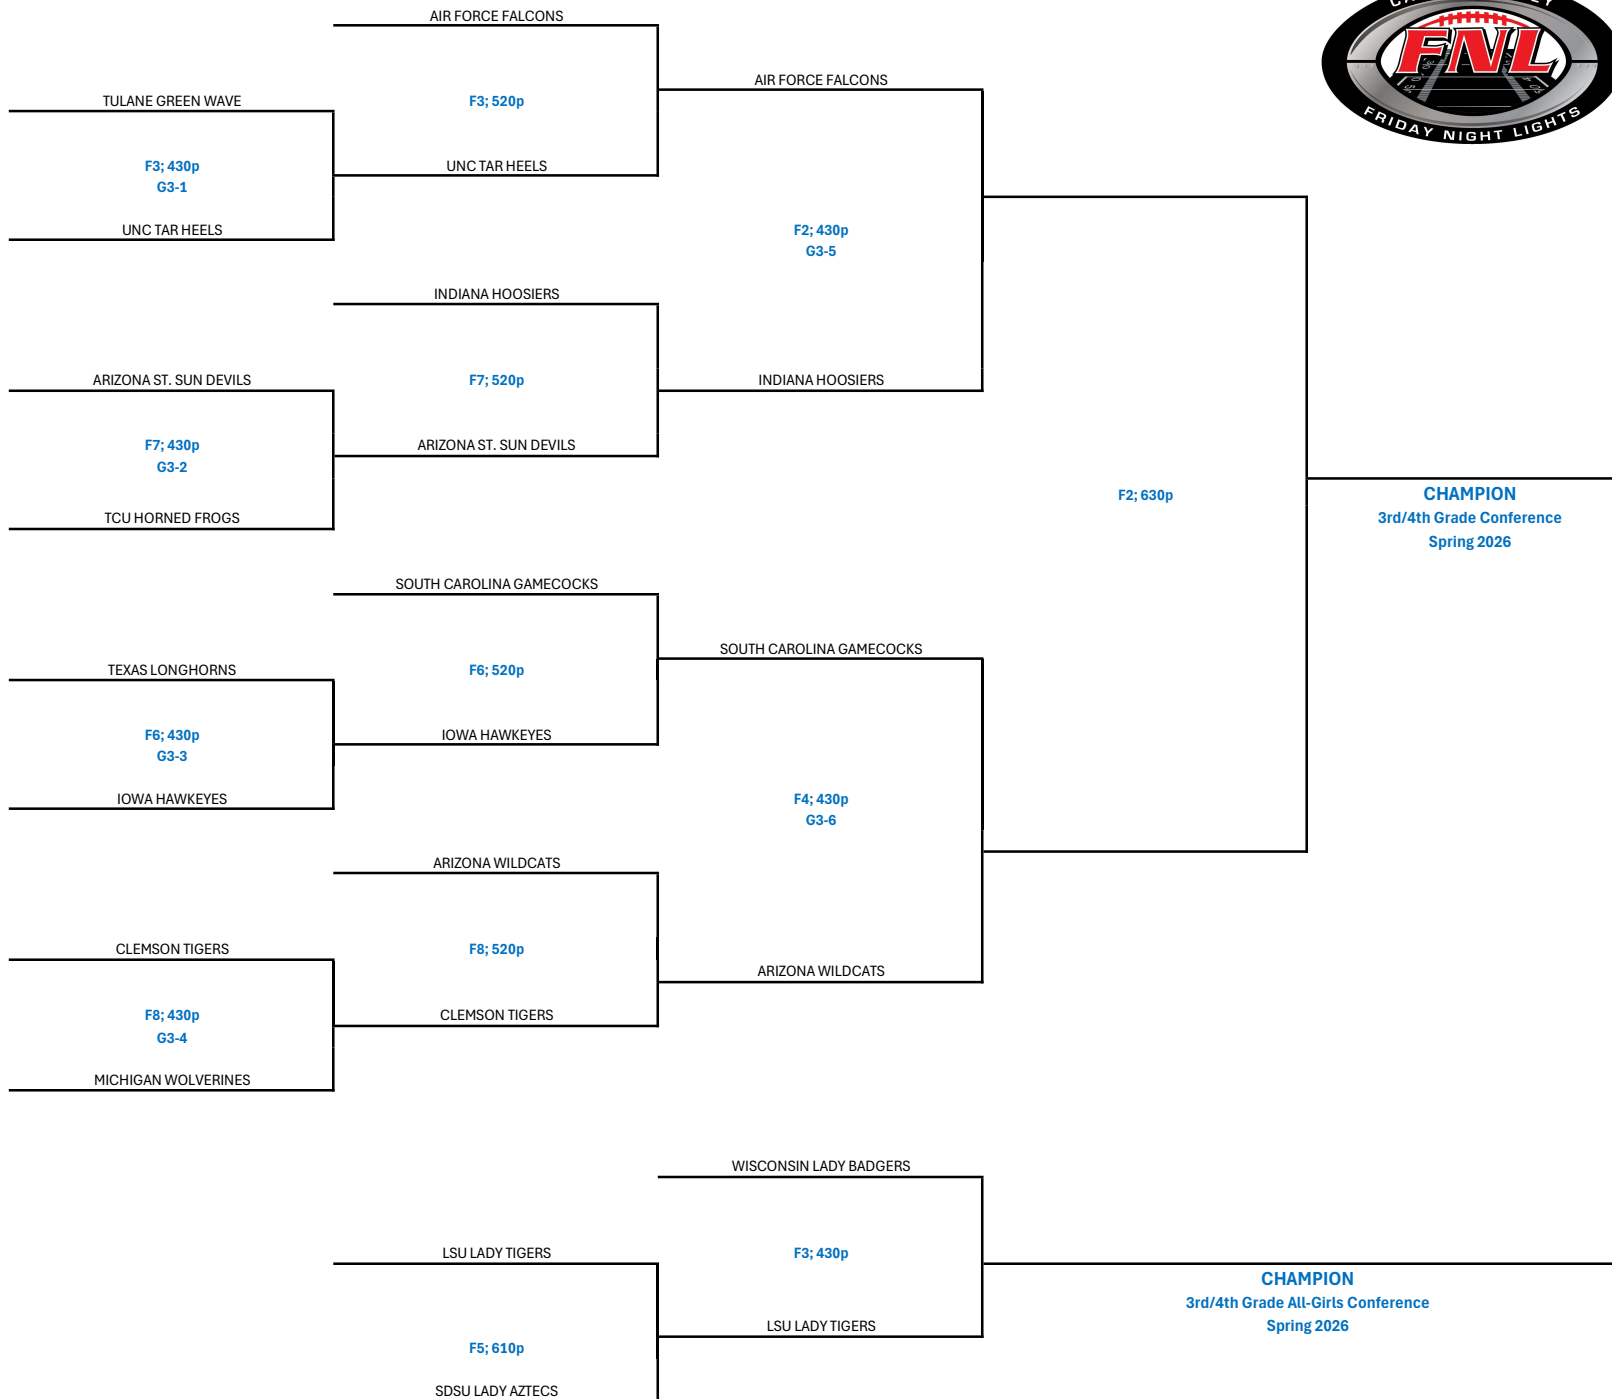 AIR FORCE FALCONS
FNL
FRIDAY NIGHT LIGHTS
AIR FORCE FALCONS
TULANE GREEN WAVE
F3; 520p
F3; 430p
G3-1
UNC TAR HEELS
UNC TAR HEELS
F2; 430p
G3-5
INDIANA HOOSIERS
ARIZONA ST. SUN DEVILS
F7; 520p
INDIANA HOOSIERS
F7; 430p
G3-2
ARIZONA ST. SUN DEVILS
TCU HORNED FROGS
F2; 630p
CHAMPION
3rd/4th Grade Conference
Spring 2026
SOUTH CAROLINA GAMECOCKS
SOUTH CAROLINA GAMECOCKS
TEXAS LONGHORNS
F6; 520p
F6; 430p
G3-3
IOWA HAWKEYES
IOWA HAWKEYES
F4; 430p
G3-6
ARIZONA WILDCATS
CLEMSON TIGERS
F8; 520p
ARIZONA WILDCATS
F8; 430p
G3-4
CLEMSON TIGERS
MICHIGAN WOLVERINES
WISCONSIN LADY BADGERS
LSU LADY TIGERS
F3; 430p
CHAMPION
3rd/4th Grade All-Girls Conference
Spring 2026
LSU LADY TIGERS
F5; 610p
SDSU LADY AZTECS